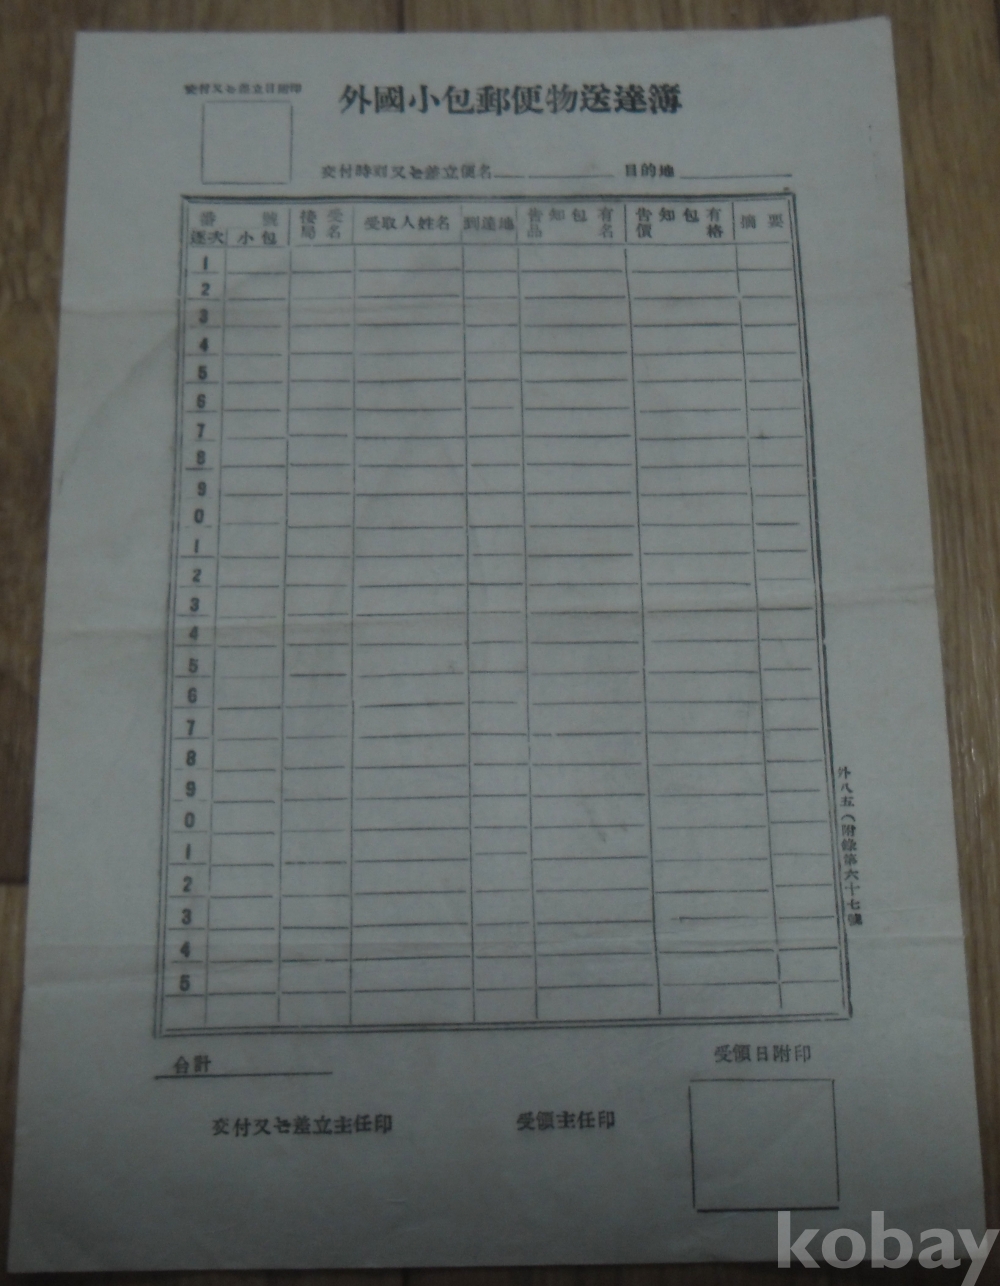 交付又는差立日附印
外國小包郵便物送達簿
交付時刻又는差立便名
目的地
番 號
逐次
小包
接 受
局 名
受取人姓名
到達地
告 知 包 有
品 名
告 知 包 有
價 格
摘 要
1
2
3
4
5
6
7
8
9
0
1
2
3
4
5
6
7
8
9
0
1
2
3
4
5
外八五(附錄第六十七號
合計
受領日附印
交付又는差立主任印
受領主任印
kobay